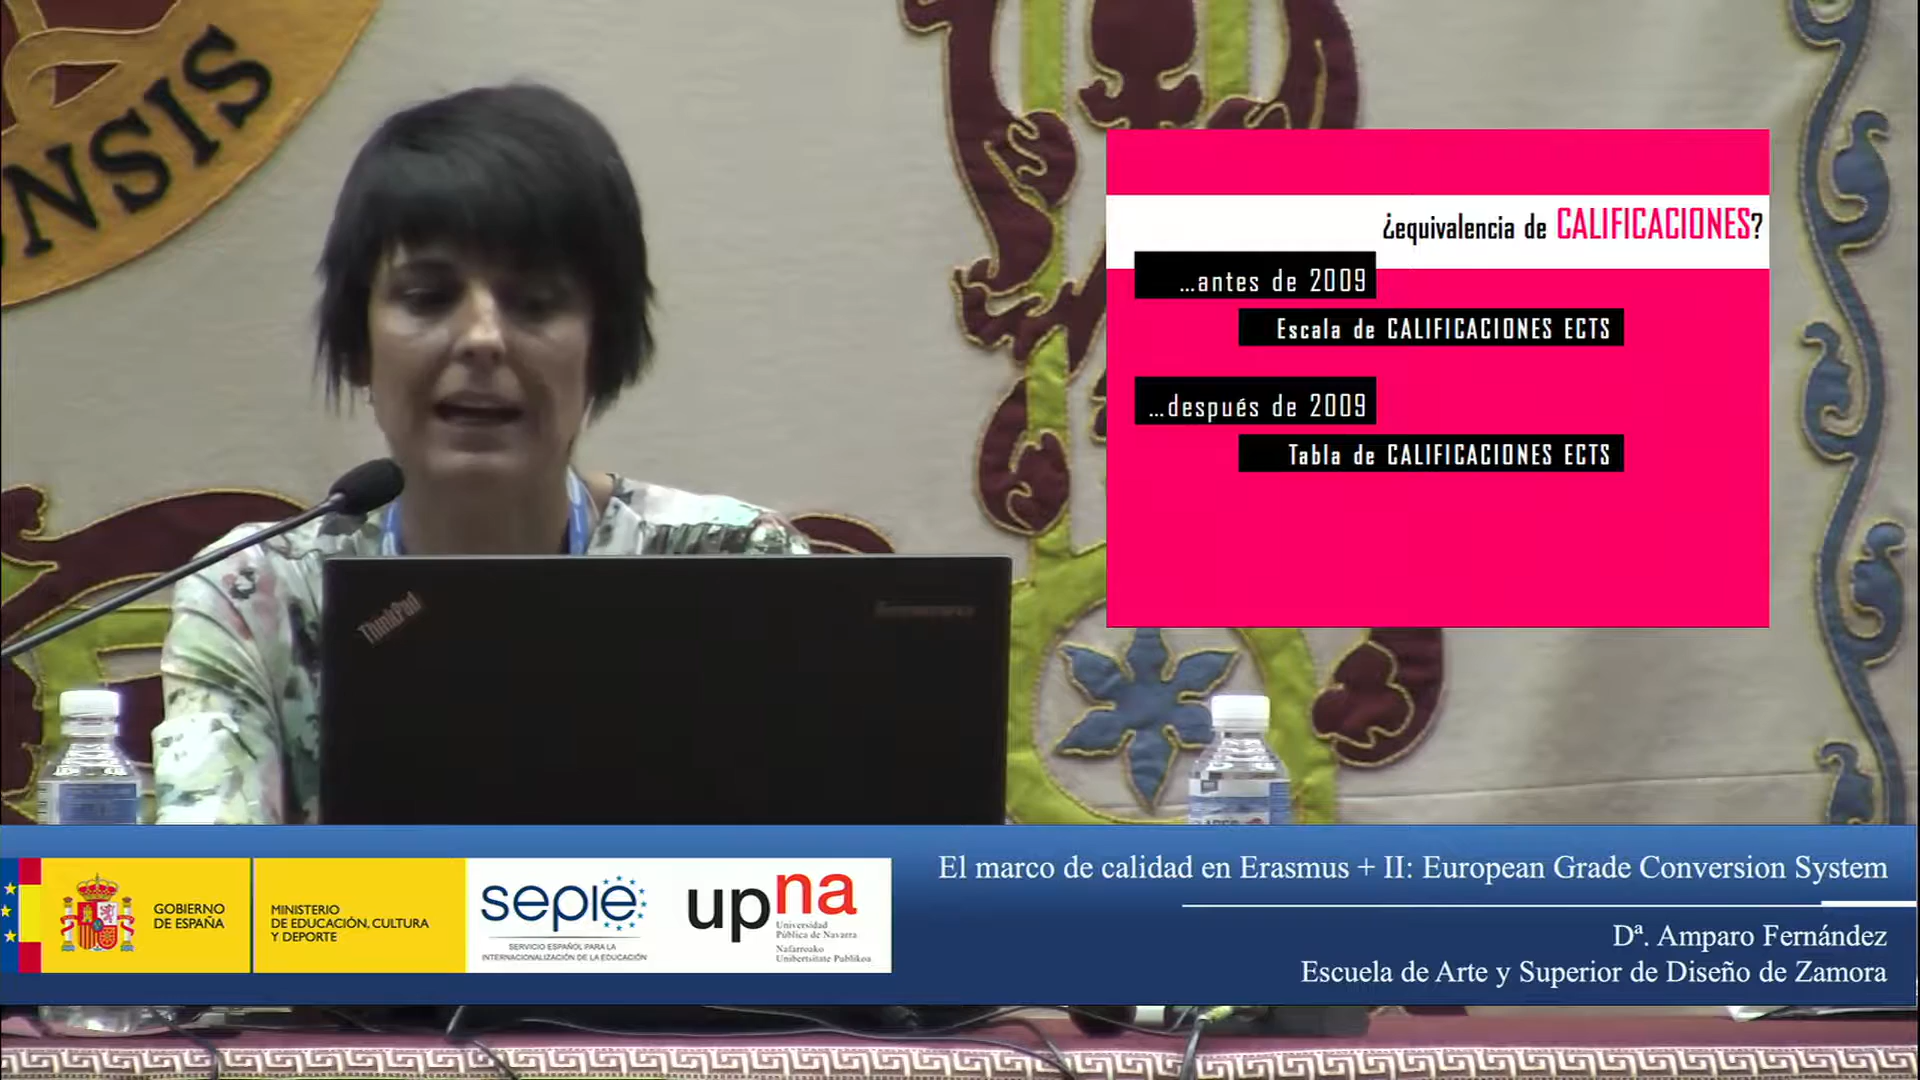 NSIS
¿equivalencia de CALIFICACIONES?
...antes de 2009
Escala de CALIFICACIONES ECTS
...después de 2009
Tabla de CALIFICACIONES ECTS
ThinkPad
GOBIERNO
DE ESPAÑA
MINISTERIO
DE EDUCACIÓN, CULTURA
Y DEPORTE
sepie
SERVICIO ESPAÑOL PARA LA
INTERNACIONALIZACIÓN DE LA EDUCACIÓN
upna
Universidad
Pública de Navarra
Nafarroako
Unibertsitate Publikoa
El marco de calidad en Erasmus + II: European Grade Conversion System
Dª. Amparo Fernández
Escuela de Arte y Superior de Diseño de Zamora